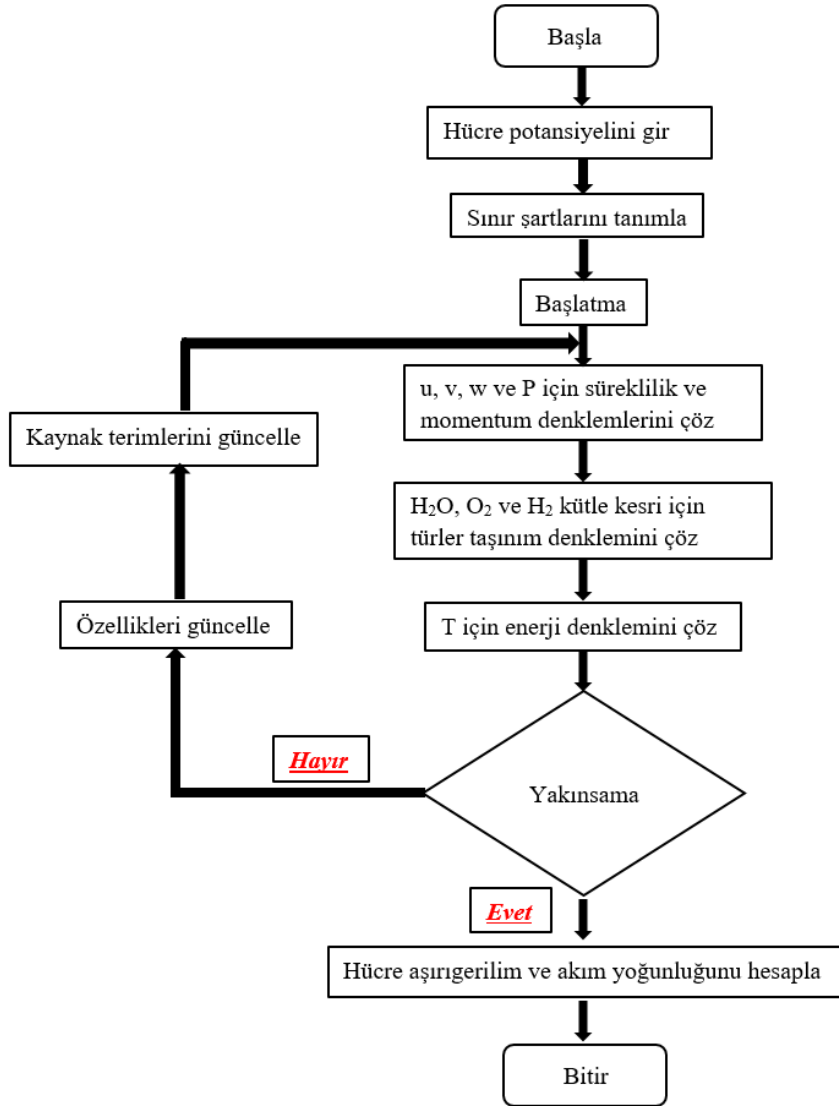 Başla
Hücre potansiyelini gir
Sınır şartlarını tanımla
Başlatma
u, v, w ve P için süreklilik ve
momentum denklemlerini çöz
Kaynak terimlerini güncelle
H₂O, O₂ ve H₂ kütle kesri için
türler taşınım denklemini çöz
Özellikleri güncelle
T için enerji denklemini çöz
Hayır
Yakınsama
Evet
Hücre aşırıgerilim ve akım yoğunluğunu hesapla
Bitir